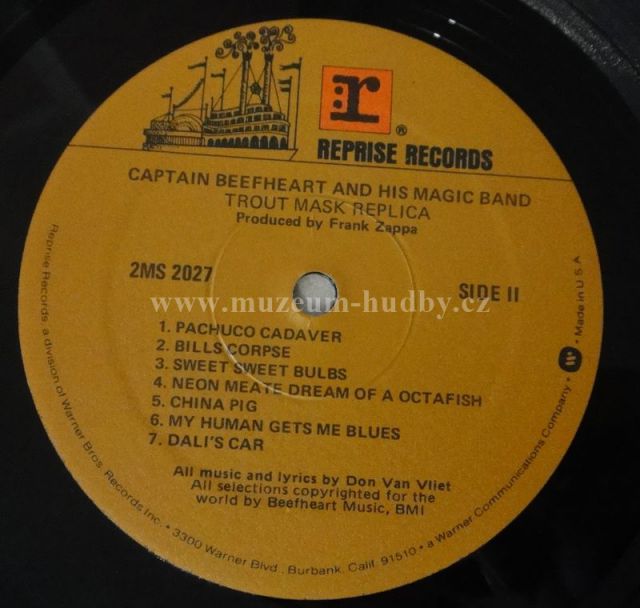 r
®
REPRISE RECORDS
CAPTAIN BEEFHEART AND HIS MAGIC BAND
TROUT MASK REPLICA
Produced by Frank Zappa
2MS 2027
SIDE II
www.muzeum-hudby.cz
1. PACHUCO CADAVER
2. BILLS CORPSE
3. SWEET SWEET BULBS
4. NEON MEATE DREAM OF A OCTAFISH
5. CHINA PIG
6. MY HUMAN GETS ME BLUES
7. DALI'S CAR
All music and lyrics by Don Van Vliet
All selections copyrighted for the
world by Beefheart Music, BMI
Reprise Records, a division of Warner Bros. Records Inc. • 3300 Warner Blvd., Burbank, Calif. 91510 • a Warner Communications Company • W • Made in U.S.A.